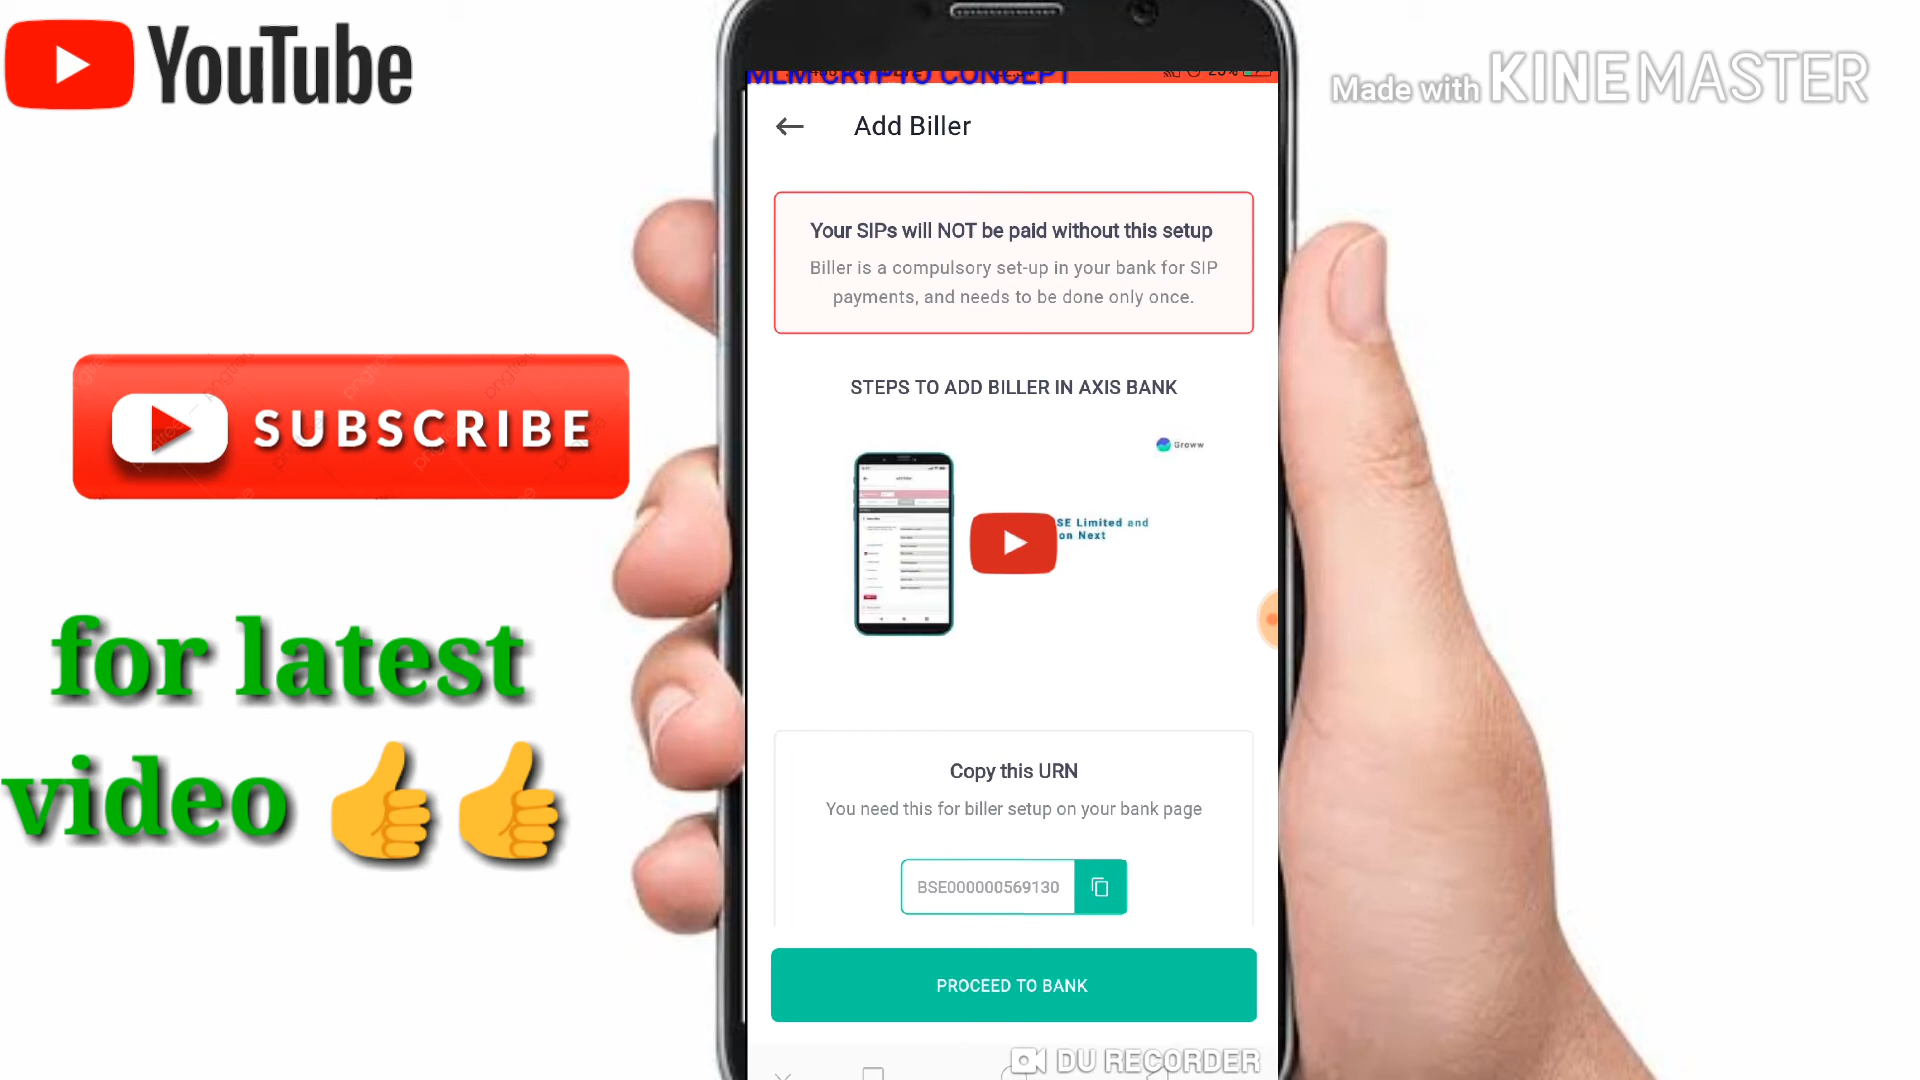 YouTube
Made with KINEMASTER
MLM CRYPTO CONCEPT
Add Biller
Your SIPs will NOT be paid without this setup
Biller is a compulsory set-up in your bank for SIP
payments, and needs to be done only once.
STEPS TO ADD BILLER IN AXIS BANK
Groww
SE Limited and
on Next
SUBSCRIBE
for latest
video 👍👍
Copy this URN
You need this for biller setup on your bank page
BSE000000569130
PROCEED TO BANK
DU RECORDER